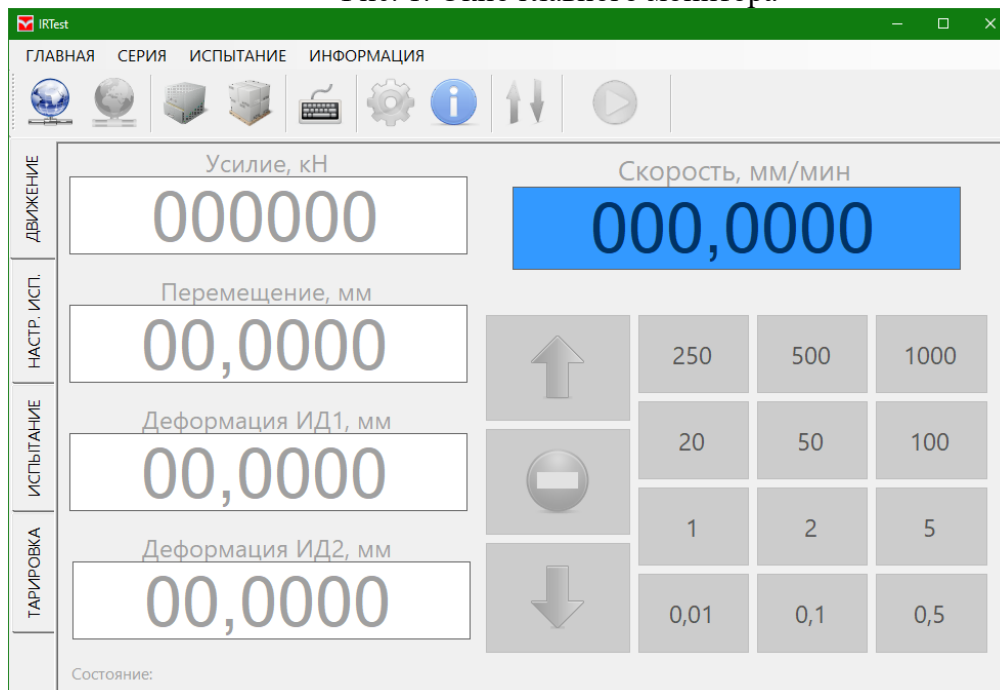 IRTest
ГЛАВНАЯ СЕРИЯ ИСПЫТАНИЕ ИНФОРМАЦИЯ
ДВИЖЕНИЕ
НАСТР. ИСП.
ИСПЫТАНИЕ
ТАРИРОВКА
Усилие, кН
000000
Перемещение, мм
00,0000
Деформация ИД1, мм
00,0000
Деформация ИД2, мм
00,0000
Скорость, мм/мин
000,0000
250 500 1000
20 50 100
1 2 5
0,01 0,1 0,5
Состояние: